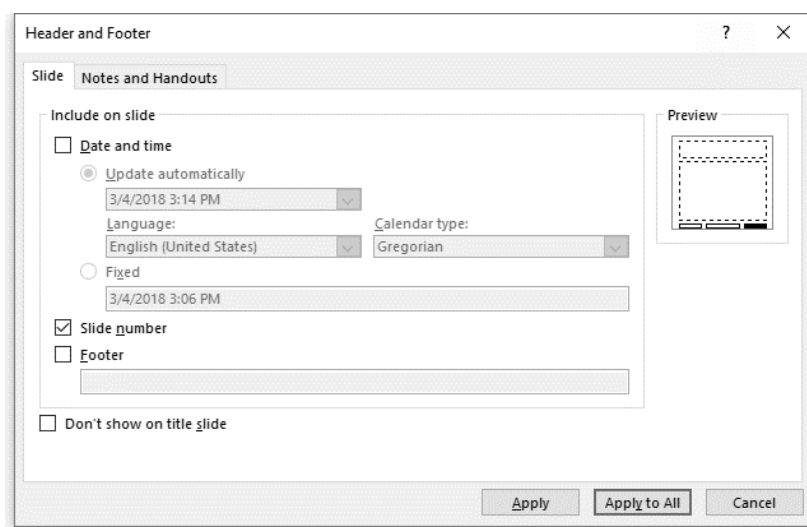 Header and Footer ?
Slide Notes and Handouts
Include on slide
Preview
Date and time
Update automatically
3/4/2018 3:14 PM
Language: Calendar type:
English (United States) Gregorian
Fixed
3/4/2018 3:06 PM
Slide number
Footer
Don't show on title slide
Apply Apply to All Cancel